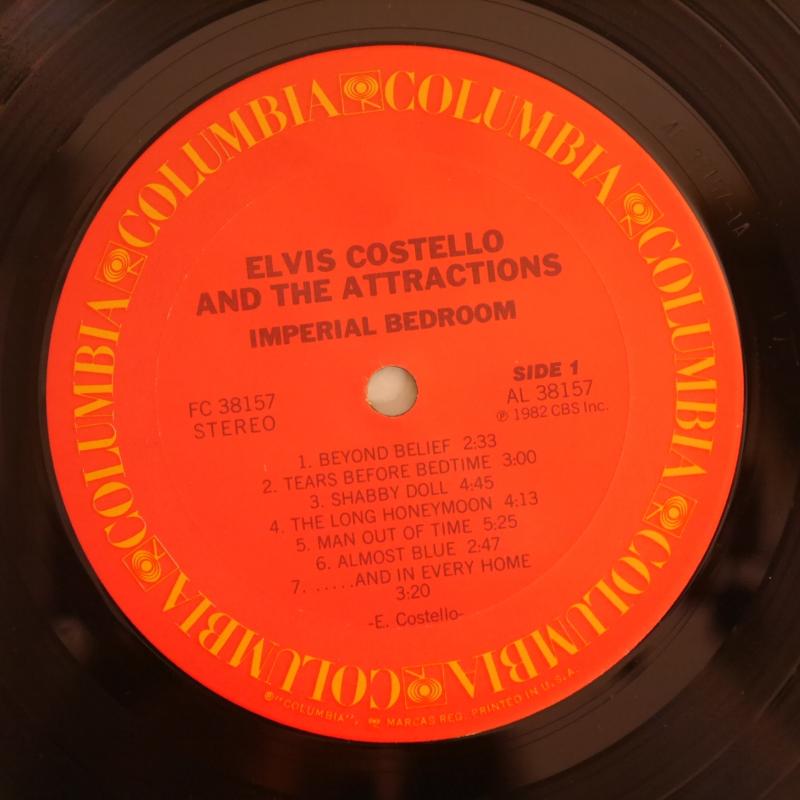 COLUMBIA COLUMBIA COLUMBIA COLUMBIA COLUMBIA COLUMBIA COLUMBIA
ELVIS COSTELLO
AND THE ATTRACTIONS
IMPERIAL BEDROOM
FC 38157
STEREO
SIDE 1
AL 38157
℗ 1982 CBS Inc.
1. BEYOND BELIEF 2:33
2. TEARS BEFORE BEDTIME 3:00
3. SHABBY DOLL 4:45
4. THE LONG HONEYMOON 4:13
5. MAN OUT OF TIME 5:25
6. ALMOST BLUE 2:47
7. .....AND IN EVERY HOME
3:20
-E. Costello-
®"COLUMBIA", MARCAS REG. PRINTED IN U.S.A.